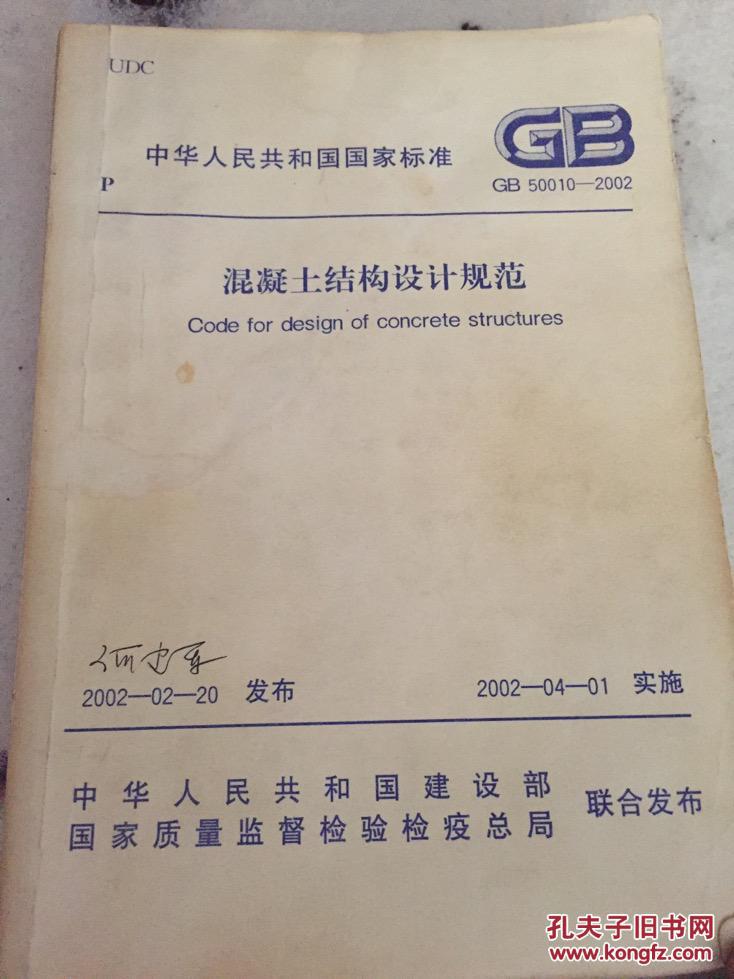 UDC
中华人民共和国国家标准
GB
P
GB 50010—2002
混凝土结构设计规范
Code for design of concrete structures
2002—02—20 发布
2002—04—01 实施
中华人民共和国建设部
国家质量监督检验检疫总局
联合发布
孔夫子旧书网
www.kongfz.com